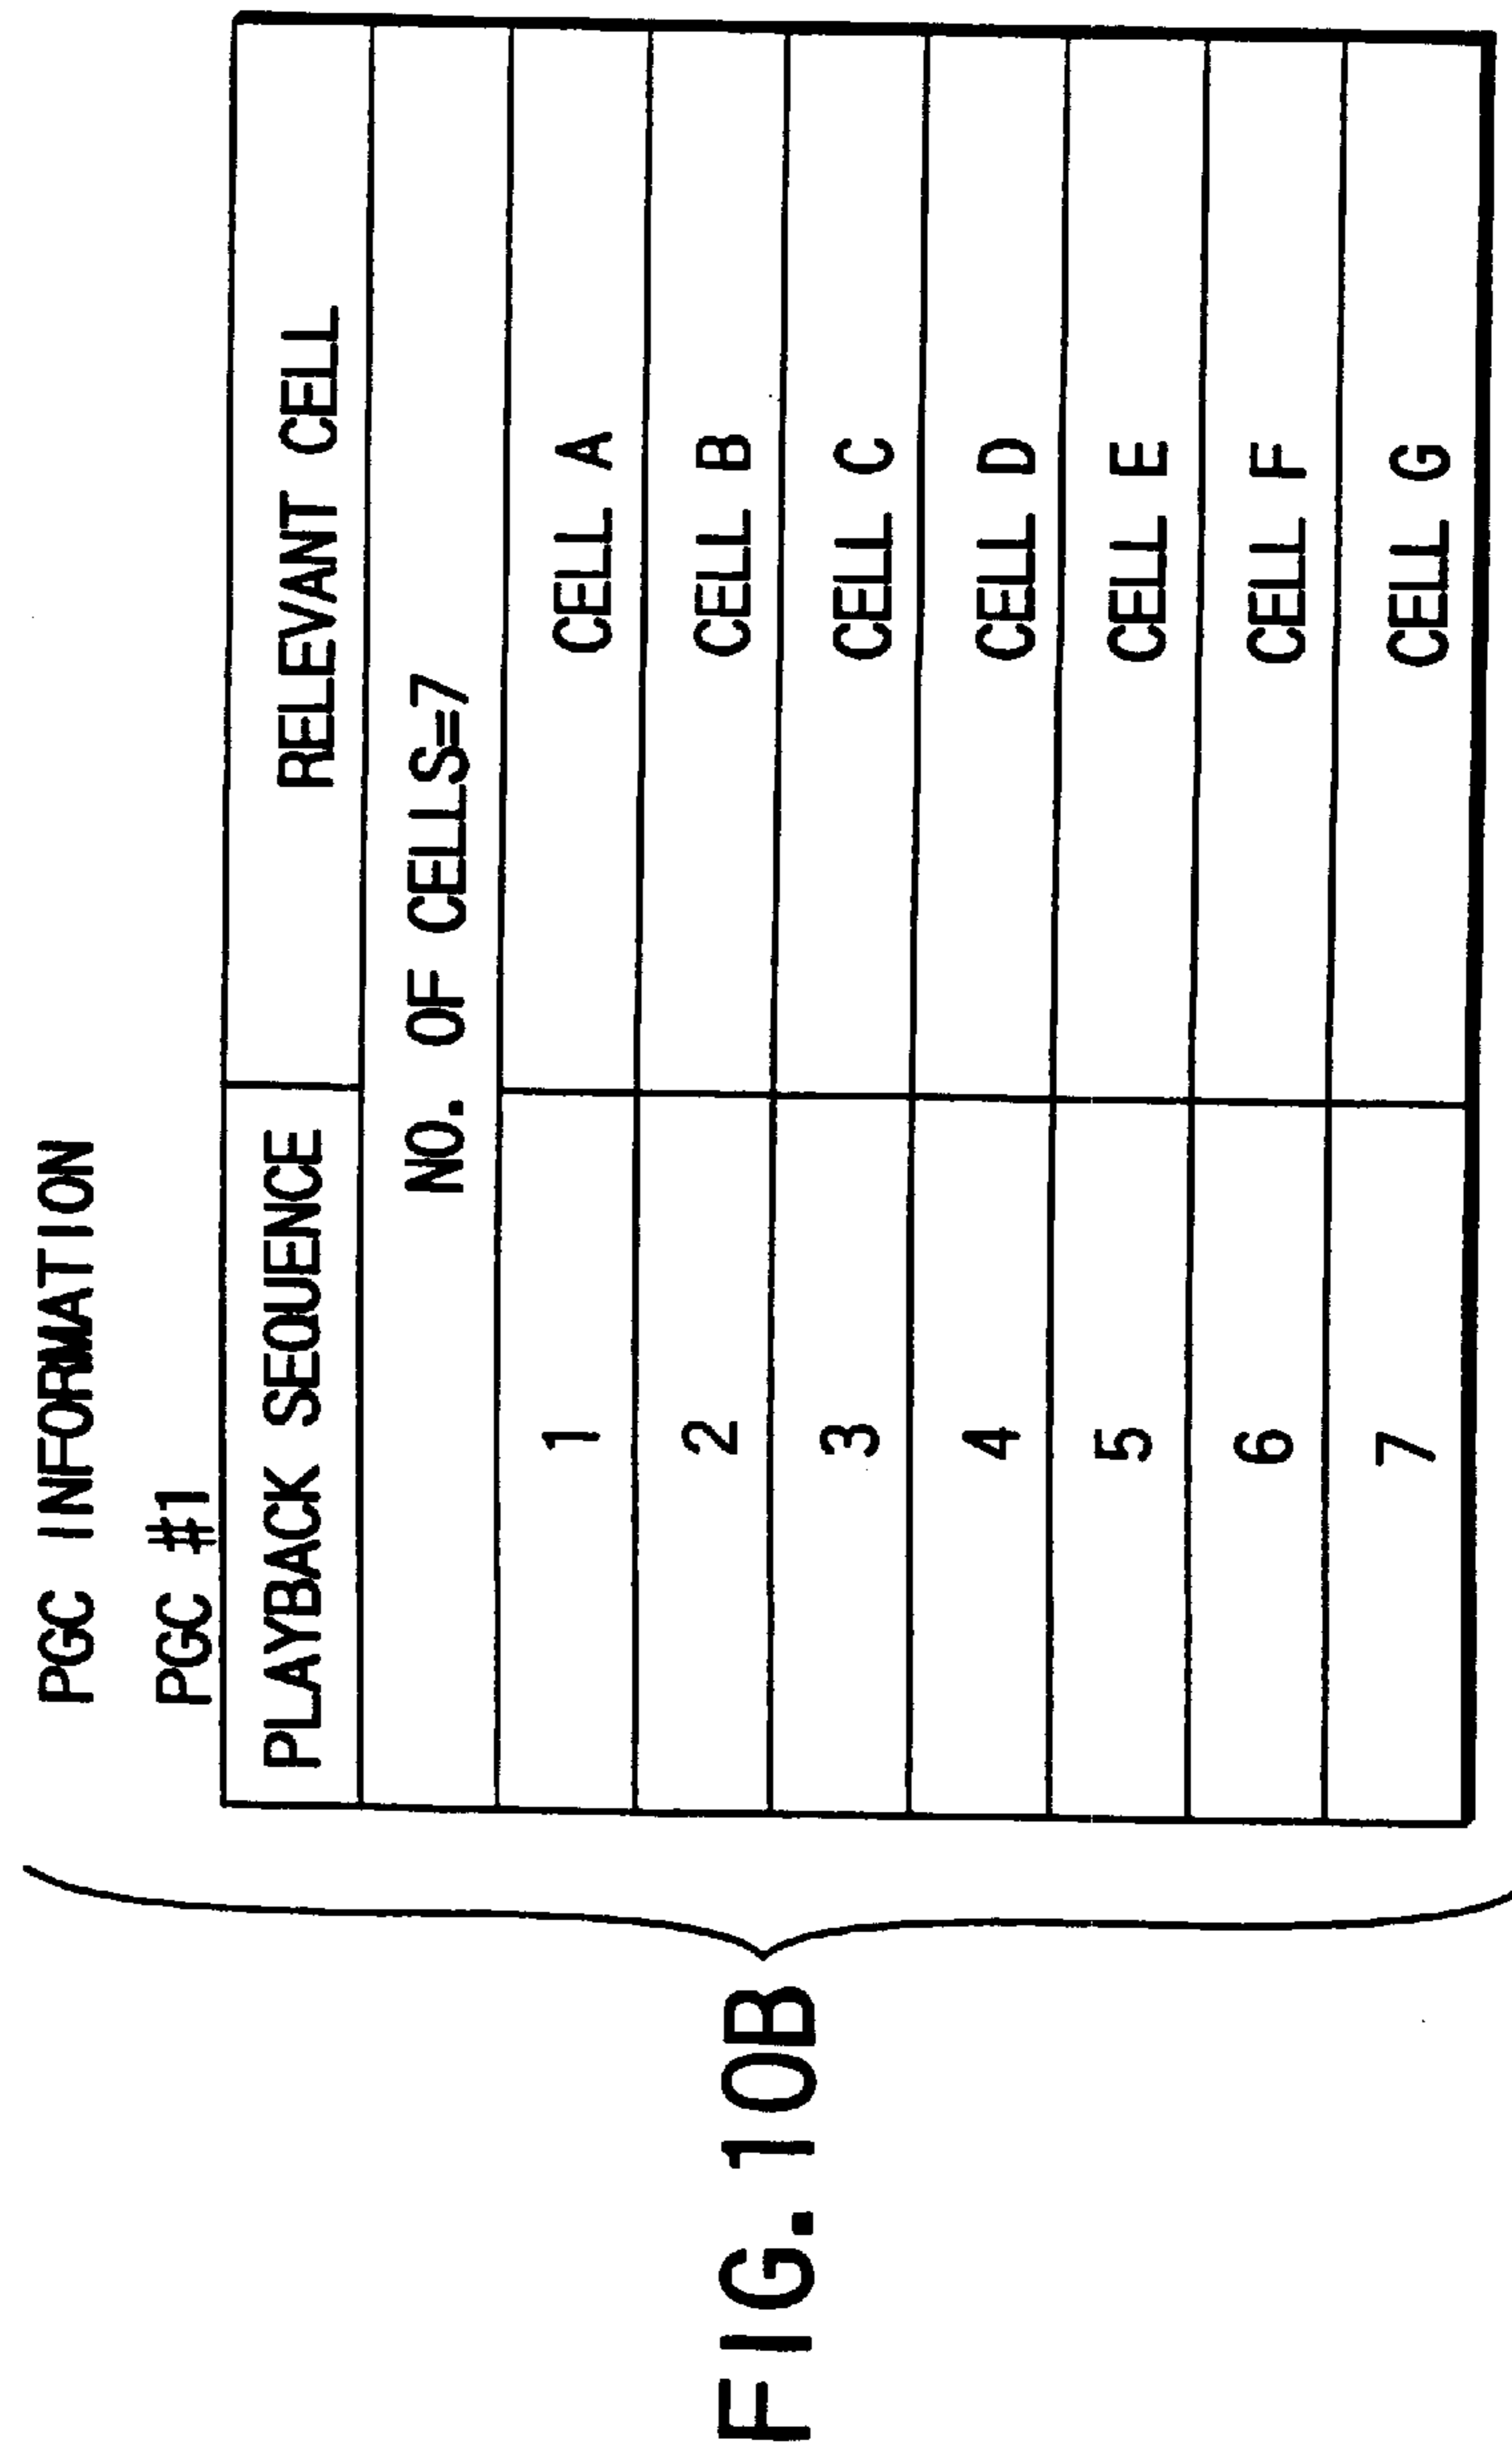 PGC INFORMATION
PGC #1
PLAYBACK SEQUENCE RELEVANT CELL
NO. OF CELLS=7
1 CELL A
2 CELL B
3 CELL C
4 CELL D
5 CELL E
6 CELL F
7 CELL G
FIG. 10B